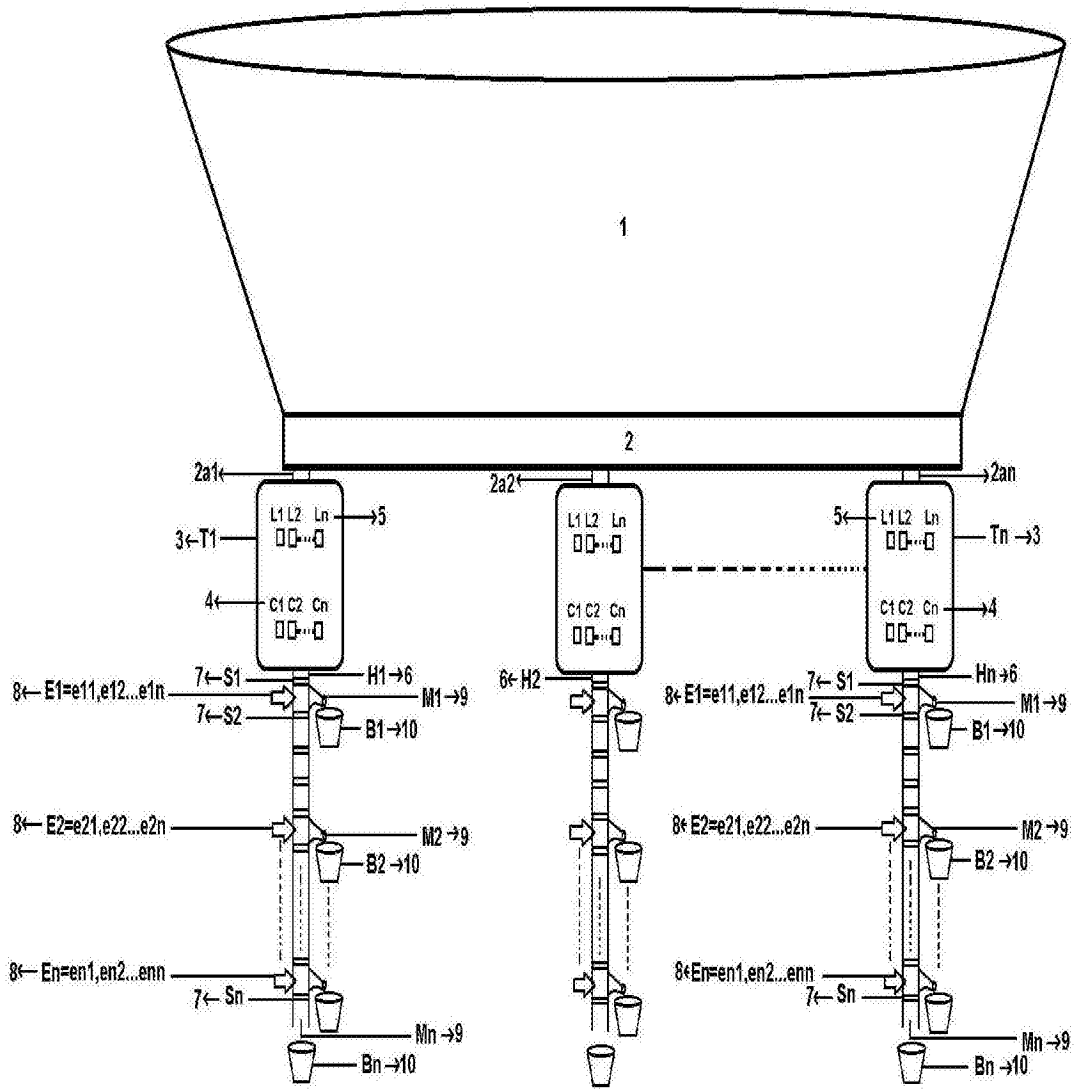 1
2
2a1← 2a2← →2an
L1 L2 Ln →5 L1 L2 Ln 5← L1 L2 Ln
3←T1 Tn →3
4← C1 C2 Cn C1 C2 Cn C1 C2 Cn →4
7← S1 H1→6 6← H2 7← S1 Hn→6
8← E1=e11,e12...e1n M1→9 8← E1=e11,e12...e1n M1→9
7← S2 B1→10 7← S2 B1→10
8← E2=e21,e22...e2n M2→9 8← E2=e21,e22...e2n M2→9
B2→10 B2→10
8← En=en1,en2...enn 8←En=en1,en2...enn
7← Sn 7← Sn
Mn→9 Mn→9
Bn→10 Bn→10